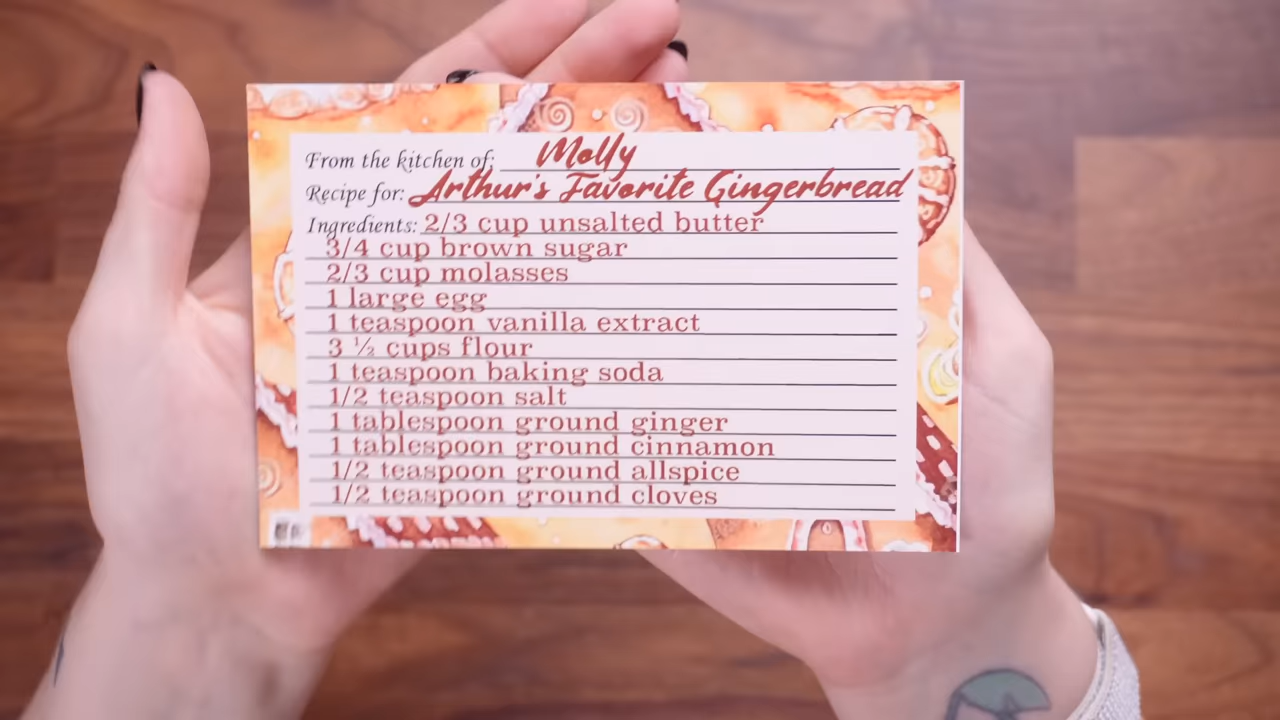 From the kitchen of: Molly
Recipe for: Arthur's Favorite Gingerbread
Ingredients: 2/3 cup unsalted butter
3/4 cup brown sugar
2/3 cup molasses
1 large egg
1 teaspoon vanilla extract
3 ½ cups flour
1 teaspoon baking soda
1/2 teaspoon salt
1 tablespoon ground ginger
1 tablespoon ground cinnamon
1/2 teaspoon ground allspice
1/2 teaspoon ground cloves